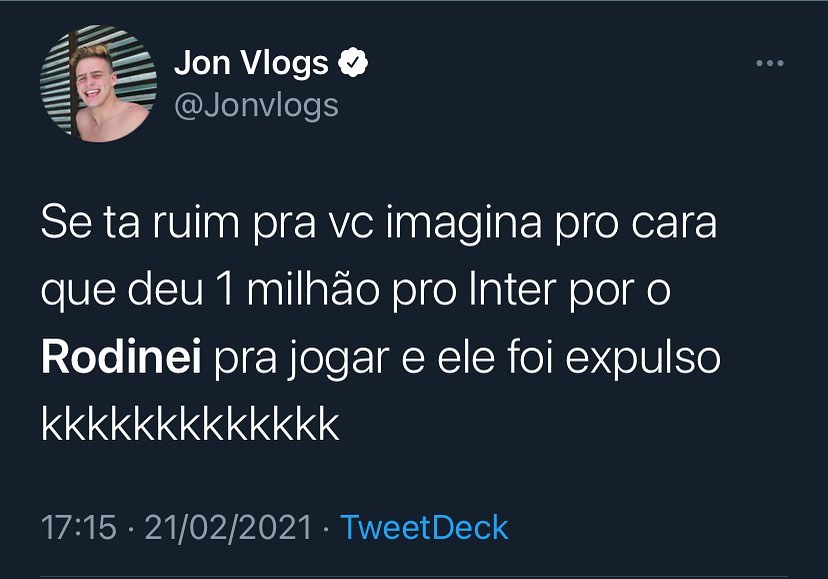 Jon Vlogs
@Jonvlogs
Se ta ruim pra vc imagina pro cara
que deu 1 milhão pro Inter por o
Rodinei pra jogar e ele foi expulso
kkkkkkkkkkkkk
17:15 · 21/02/2021 · TweetDeck